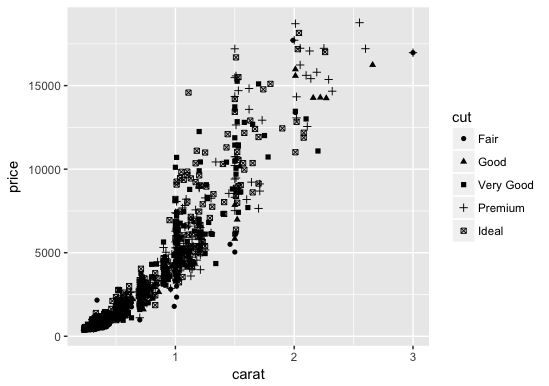 15000
10000
5000
0
price
1
2
3
carat
cut
Fair
Good
Very Good
Premium
Ideal